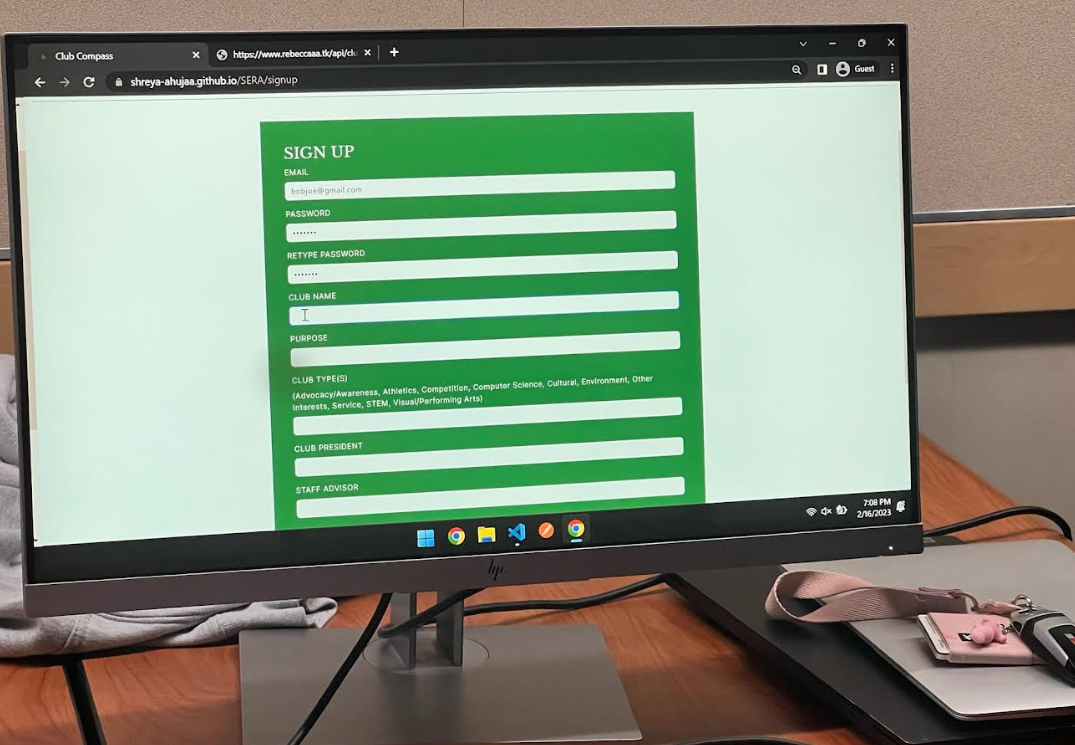 Club Compass
https://www.rebeccaaa.tk/api/clu
shreya-ahujaa.github.io/SERA/signup
Guest
SIGN UP
EMAIL
bobjoe@gmail.com
PASSWORD
•••••••
RETYPE PASSWORD
•••••••
CLUB NAME
PURPOSE
CLUB TYPE(S)
(Advocacy/Awareness, Athletics, Competition, Computer Science, Cultural, Environment, Other
Interests, Service, STEM, Visual/Performing Arts)
CLUB PRESIDENT
STAFF ADVISOR
7:08 PM
2/16/2023
hp